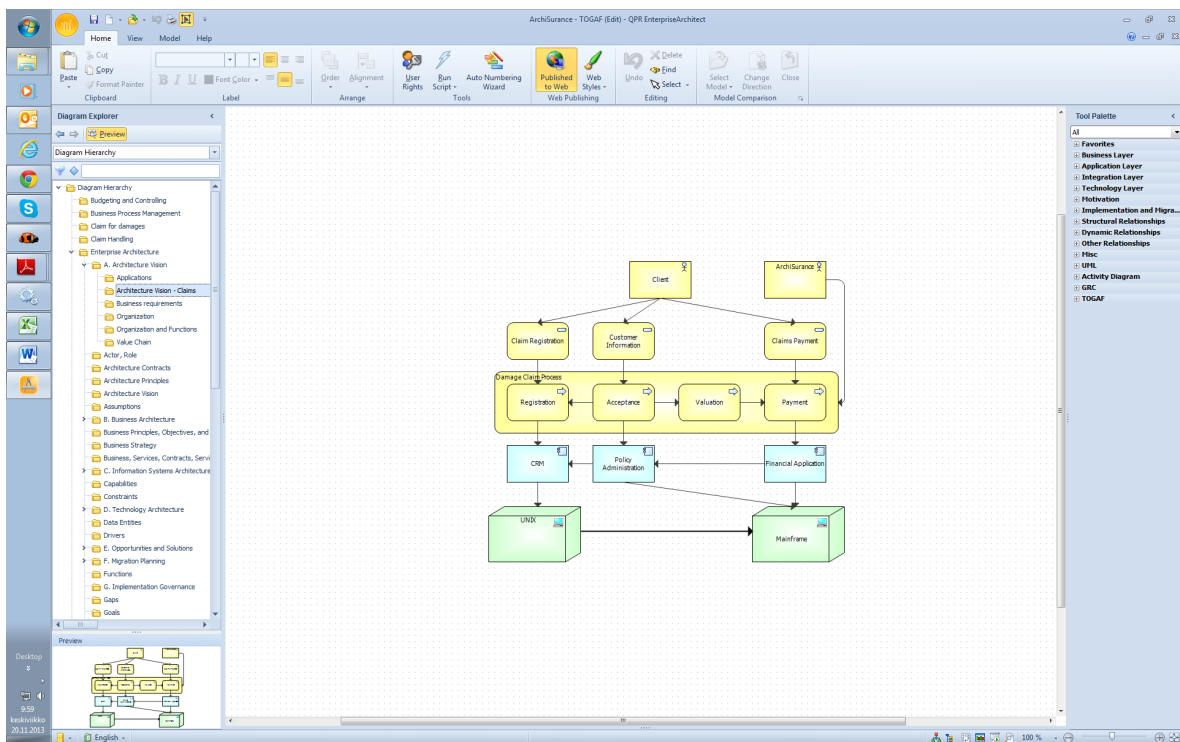 ArchiSurance - TOGAF (Edit) - QPR EnterpriseArchitect
Home View Model Help
Paste
Cut
Copy
Format Painter
Clipboard
B I U Font Color
Label
Order Alignment
Arrange
User Rights
Run Script
Auto Numbering Wizard
Tools
Published to Web
Web Styles
Web Publishing
Undo
Delete
Find
Select
Editing
Select Model
Change Direction
Close
Model Comparison
Diagram Explorer
Preview
Diagram Hierarchy
Diagram Hierarchy
Budgeting and Controlling
Business Process Management
Claim for damages
Claim Handling
Enterprise Architecture
A. Architecture Vision
Applications
Architecture Vision - Claims
Business requirements
Organization
Organization and Functions
Value Chain
Actor, Role
Architecture Contracts
Architecture Principles
Architecture Vision
Assumptions
B. Business Architecture
Business Principles, Objectives, and
Business Strategy
Business, Services, Contracts, Servi
C. Information Systems Architecture
Capabilities
Constraints
D. Technology Architecture
Data Entities
Drivers
E. Opportunities and Solutions
F. Migration Planning
Functions
G. Implementation Governance
Gaps
Goals
Preview
Client
ArchiSurance
Claim Registration
Customer
Information
Claims Payment
Damage Claim Process
Registration
Acceptance
Valuation
Payment
CRM
Policy
Administration
Financial Application
UNIX
Mainframe
Tool Palette
All
Favorites
Business Layer
Application Layer
Integration Layer
Technology Layer
Motivation
Implementation and Migra...
Structural Relationships
Dynamic Relationships
Other Relationships
Misc
UML
Activity Diagram
GRC
TOGAF
Desktop
9:59
keskiviikko
20.11.2013
English
100 %